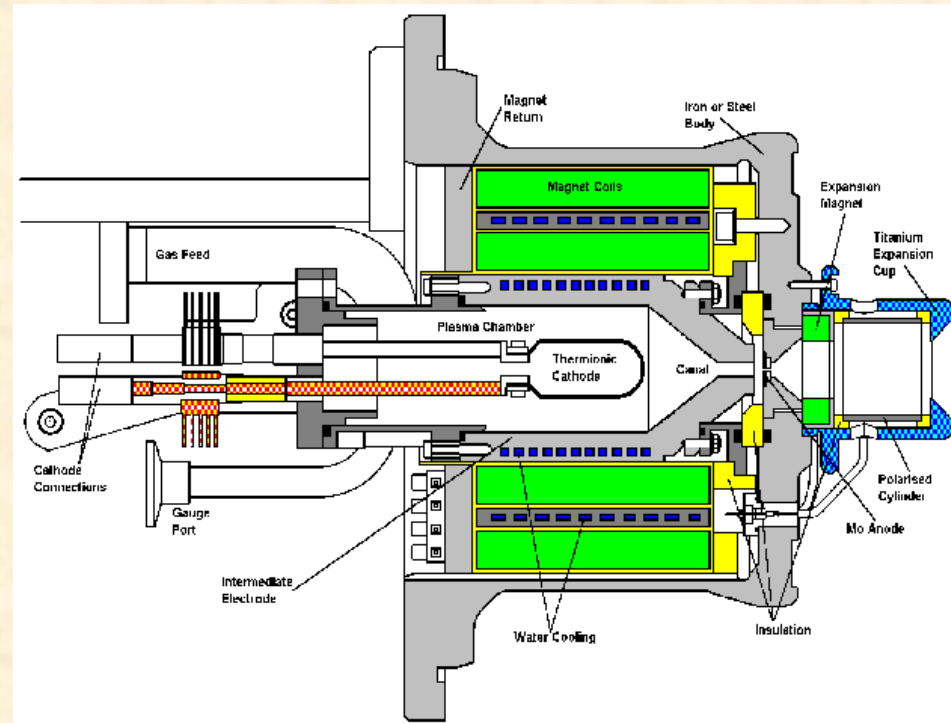 Magnet
Return
Iron or Steel
Body
Magnet Coils
Expansion
Magnet
Titanium
Expansion
Cup
Gas Feed
Plasma Chamber
Thermionic
Cathode
Canal
Cathode
Connections
Gauge
Port
Polarised
Cylinder
Mo Anode
Intermediate
Electrode
Water Cooling
Insulation